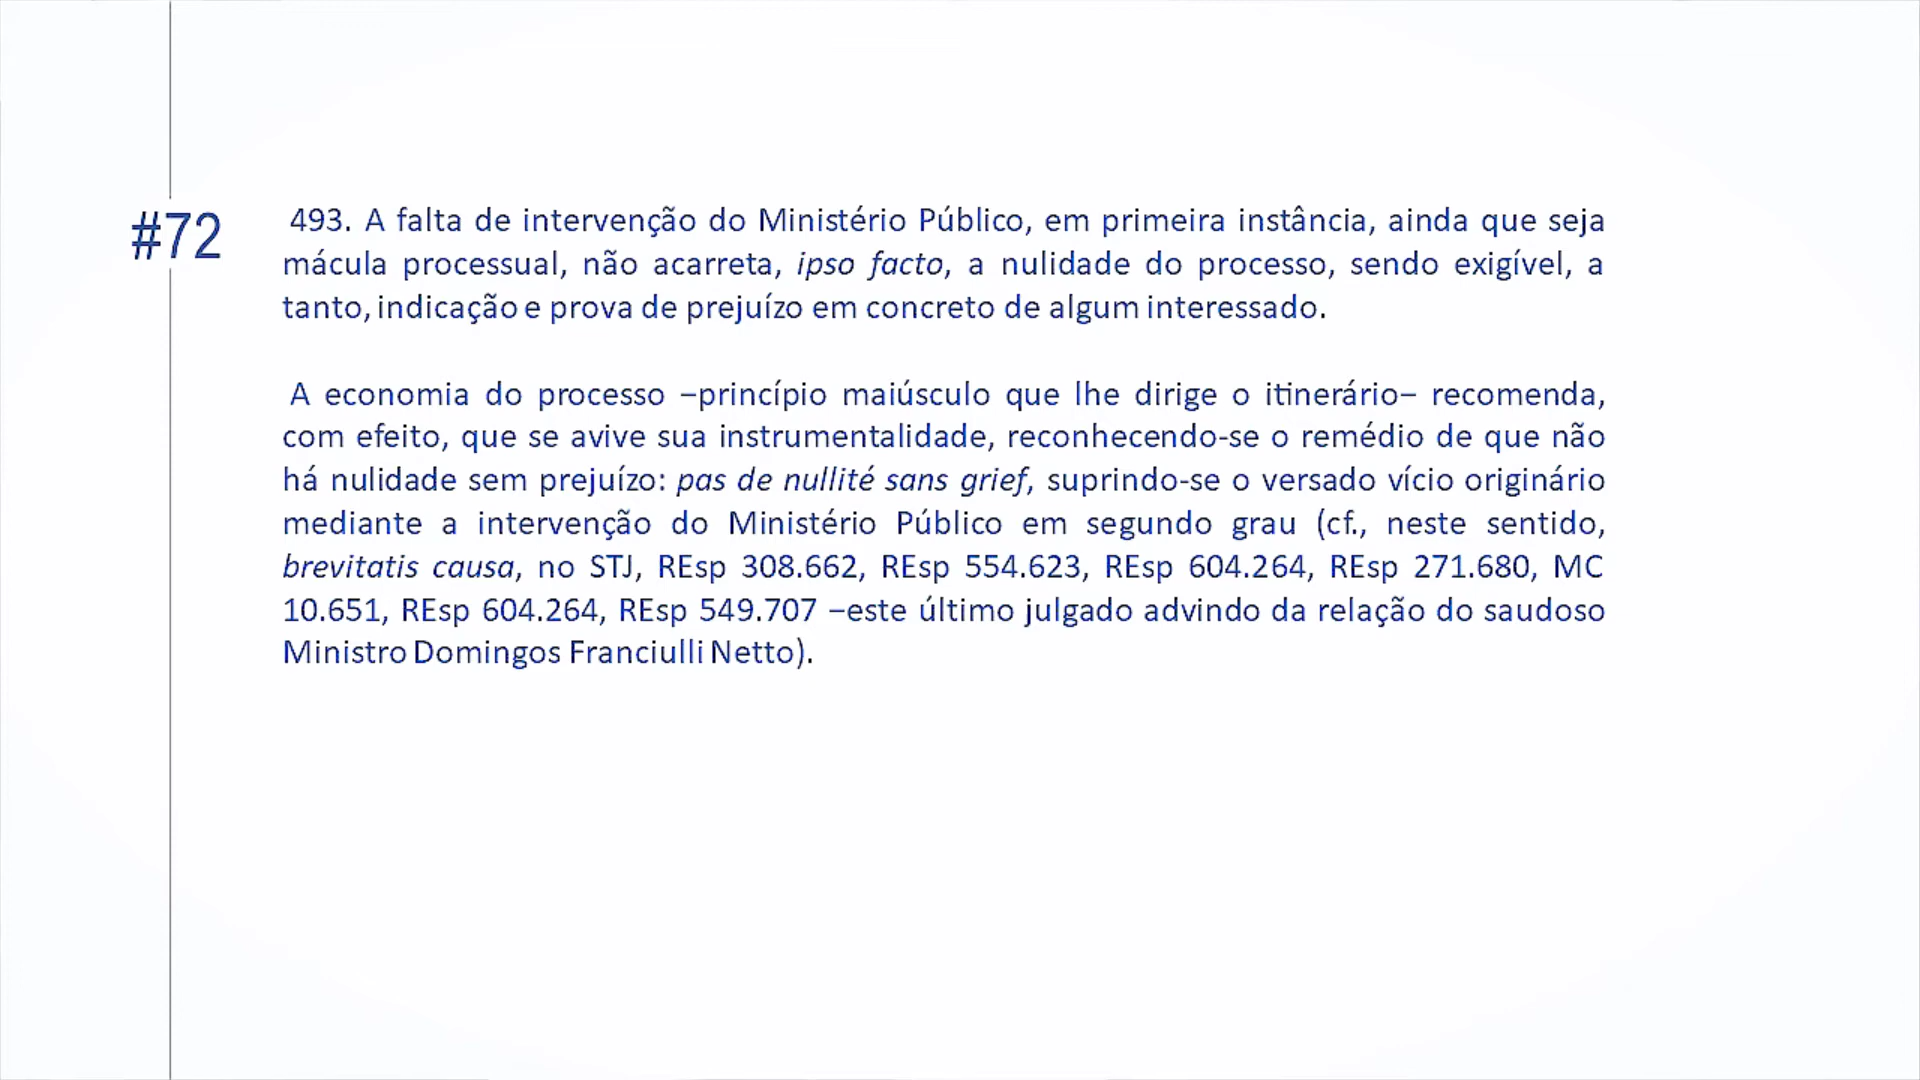 #72
493. A falta de intervenção do Ministério Público, em primeira instância, ainda que seja
mácula processual, não acarreta, ipso facto, a nulidade do processo, sendo exigível, a
tanto, indicação e prova de prejuízo em concreto de algum interessado.
A economia do processo –princípio maiúsculo que lhe dirige o itinerário– recomenda,
com efeito, que se avive sua instrumentalidade, reconhecendo-se o remédio de que não
há nulidade sem prejuízo: pas de nullité sans grief, suprindo-se o versado vício originário
mediante a intervenção do Ministério Público em segundo grau (cf., neste sentido,
brevitatis causa, no STJ, REsp 308.662, REsp 554.623, REsp 604.264, REsp 271.680, MC
10.651, REsp 604.264, REsp 549.707 –este último julgado advindo da relação do saudoso
Ministro Domingos Franciulli Netto).